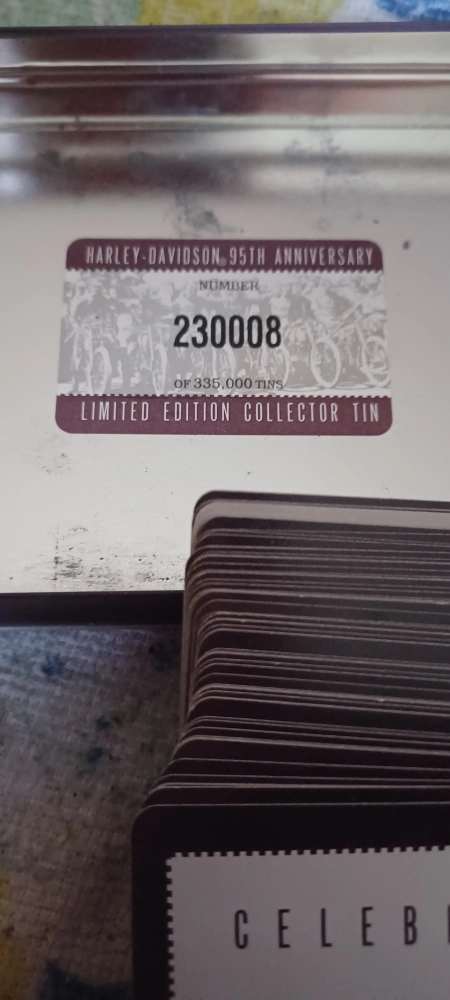 HARLEY-DAVIDSON 95TH ANNIVERSARY
NUMBER
230008
OF 335,000 TINS
LIMITED EDITION COLLECTOR TIN
CELEB